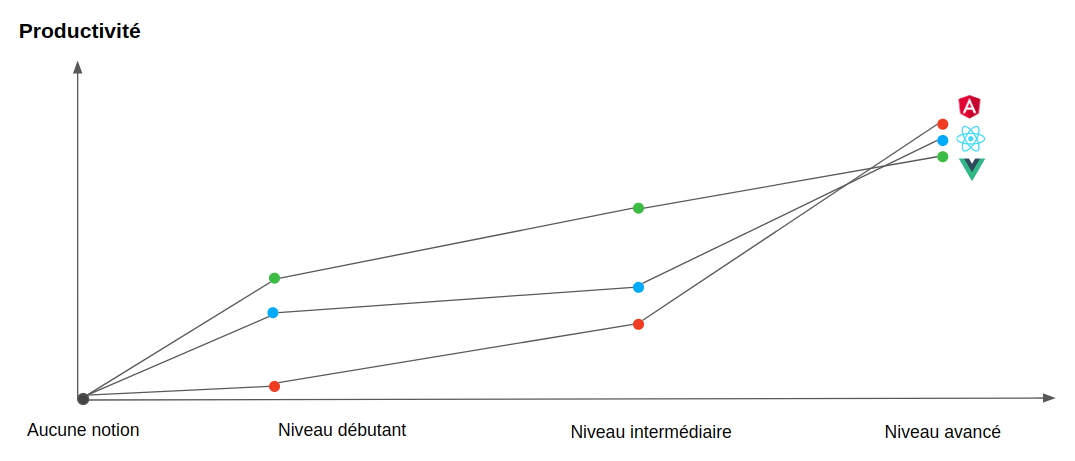 Productivité
Aucune notion
Niveau débutant
Niveau intermédiaire
Niveau avancé